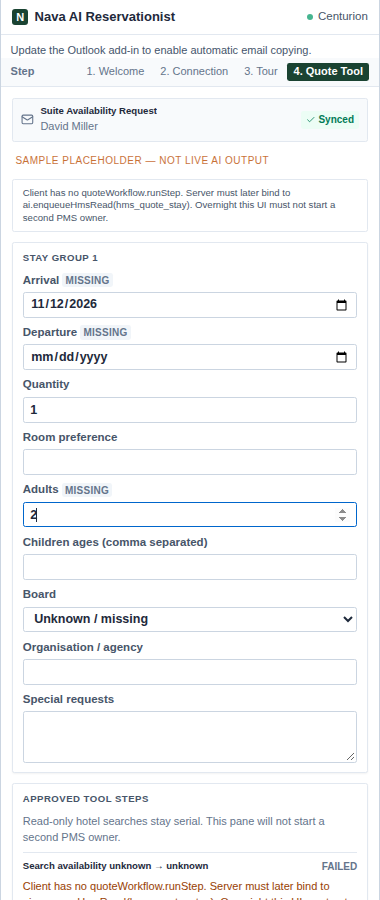 N Nava AI Reservationist
Centurion
Update the Outlook add-in to enable automatic email copying.
Step 1. Welcome 2. Connection 3. Tour 4. Quote Tool
Suite Availability Request
David Miller
Synced
SAMPLE PLACEHOLDER — NOT LIVE AI OUTPUT
Client has no quoteWorkflow.runStep. Server must later bind to
ai.enqueueHmsRead(hms_quote_stay). Overnight this UI must not start a
second PMS owner.
STAY GROUP 1
Arrival MISSING
11/12/2026
Departure MISSING
mm/dd/yyyy
Quantity
1
Room preference
Adults MISSING
2
Children ages (comma separated)
Board
Unknown / missing
Organisation / agency
Special requests
APPROVED TOOL STEPS
Read-only hotel searches stay serial. This pane will not start a
second PMS owner.
Search availability unknown → unknown
FAILED
Client has no quoteWorkflow.runStep. Server must later bind to